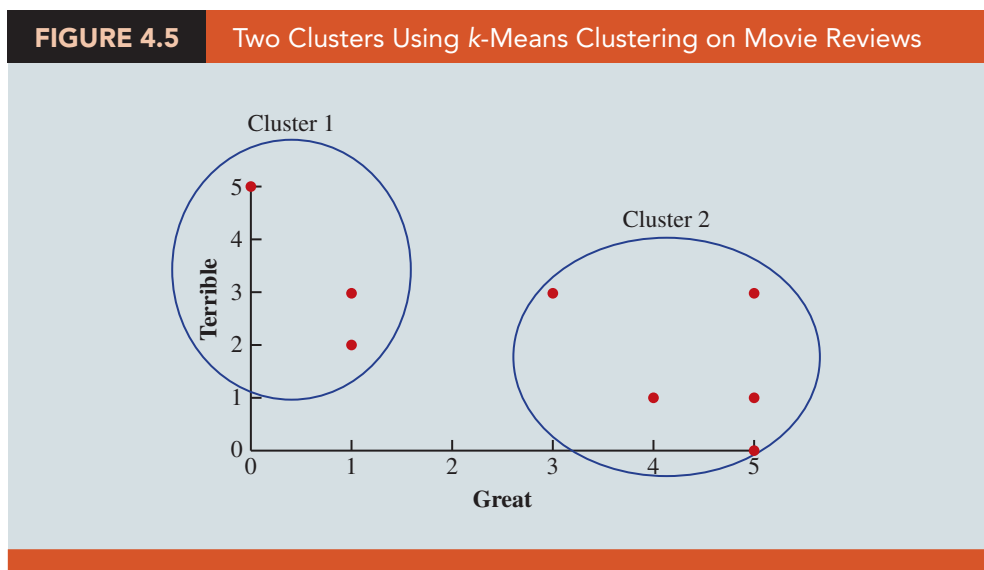 FIGURE 4.5 Two Clusters Using k-Means Clustering on Movie Reviews
Cluster 1
5
Cluster 2
4
3
Terrible
2
1
0
0 1 2 3 4 5
Great